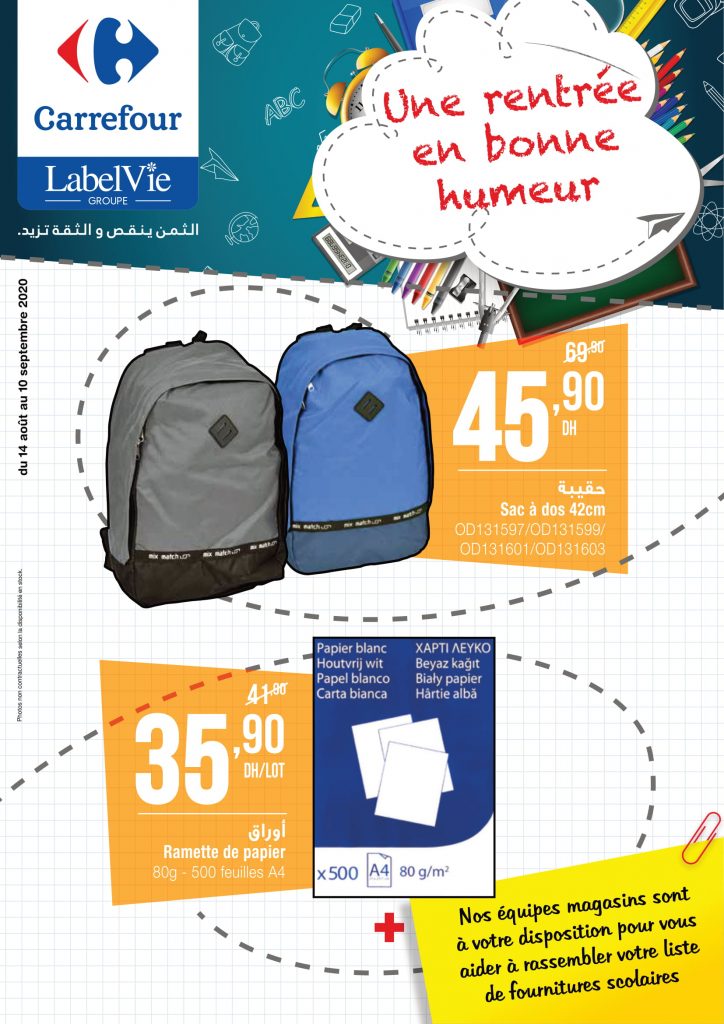 Carrefour
LabelVie
GROUPE
الثمن ينقص و الثقة تزيد.
ABC
Une rentrée
en bonne
humeur
du 14 août au 10 septembre 2020
69,90
45,90
DH
حقيبة
Sac à dos 42cm
OD131597/OD131599/
OD131601/OD131603
mix match
mix match
Photos non contractuelles selon la disponibilité en stock.
41,90
35,90
DH/LOT
أوراق
Ramette de papier
80g - 500 feuilles A4
Papier blanc ΧΑΡΤΙ ΛΕΥΚΟ
Houtvrij wit Beyaz kağıt
Papel blanco Biały papier
Carta bianca Hârtie albă
x500 A4 80 g/m²
+
Nos équipes magasins sont
à votre disposition pour vous
aider à rassembler votre liste
de fournitures scolaires